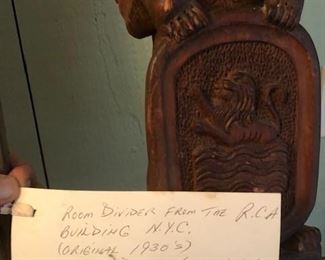 ROOM DIVIDER FROM THE R.C.A
BUILDING N.Y.C.
(ORIGINAL 1930'S)